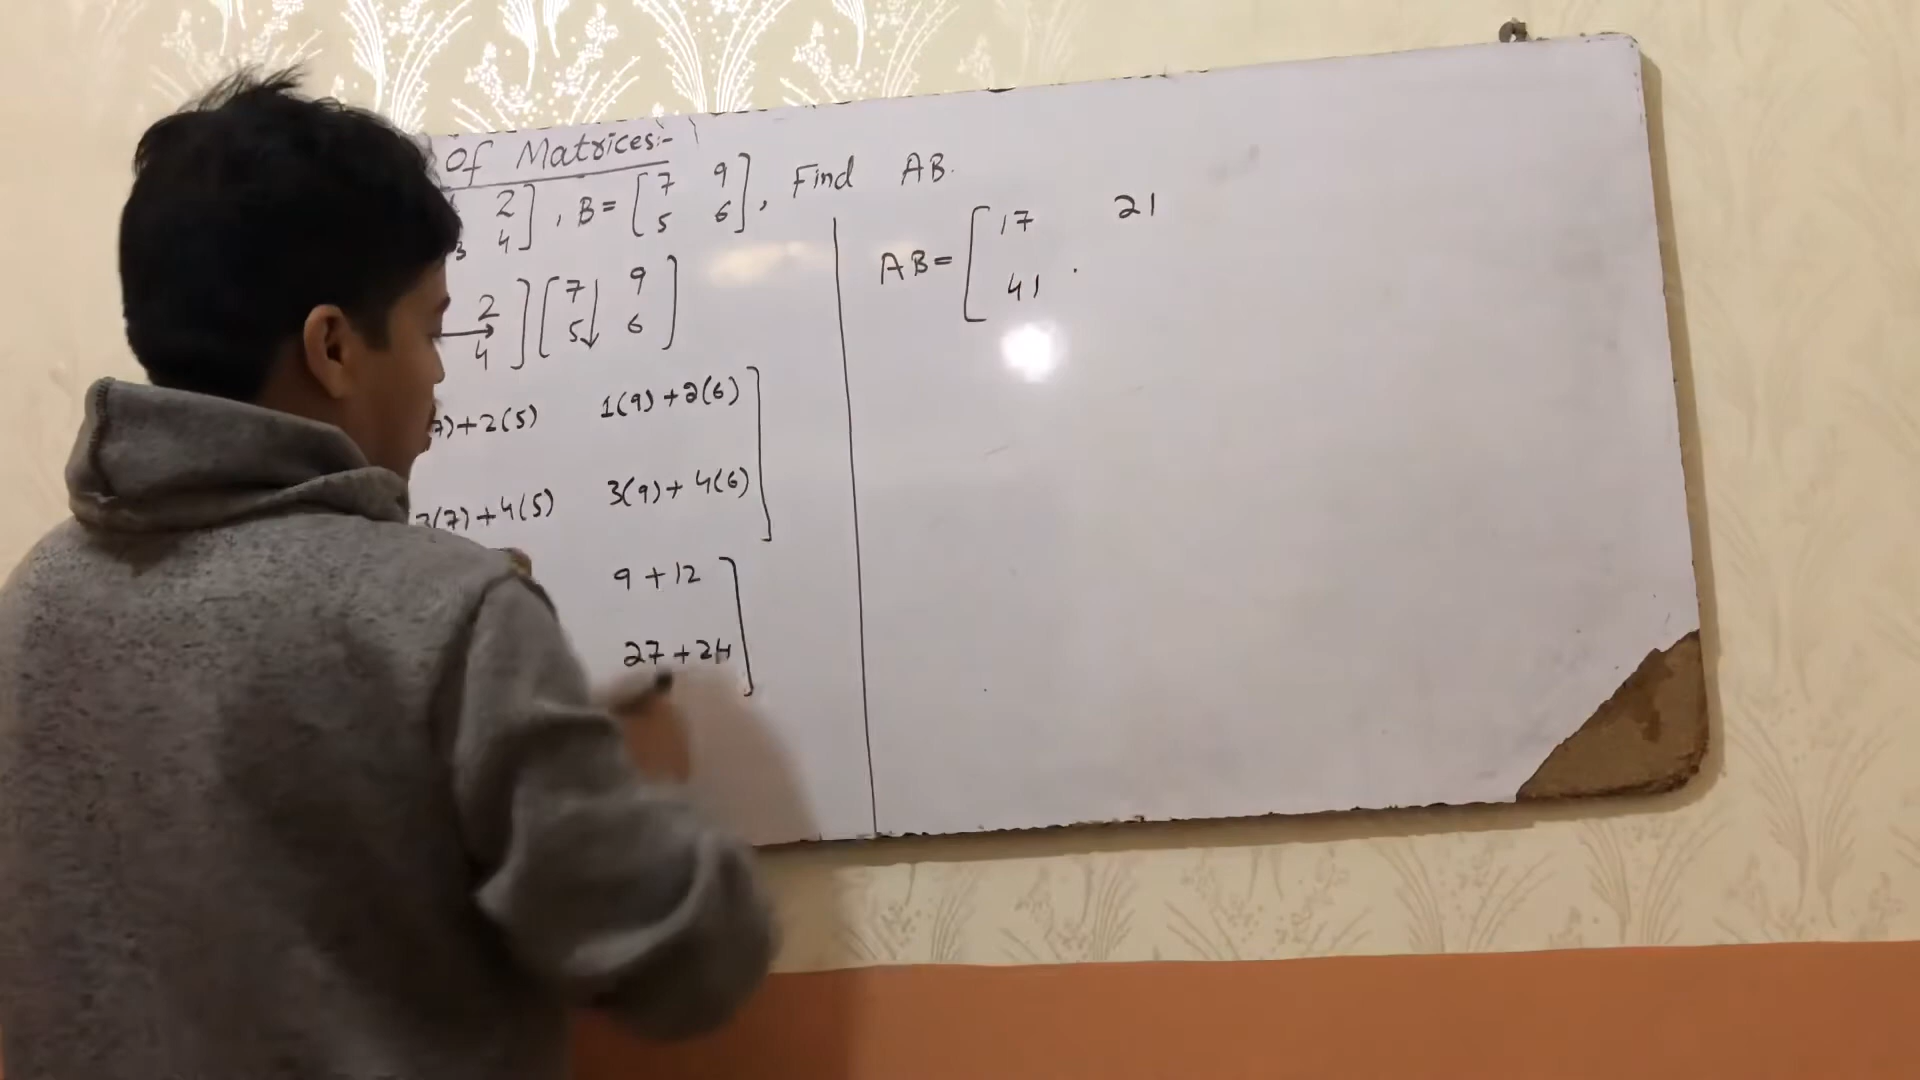 Of Matrices:-
2 ] , B = [ 7 9 , Find AB.
3 4 ] 5 6 ] ,
2 ] [ 7 9 ]
4 ] [ 5 6 ]
7)+2(5) 1(9)+2(6)
3(7)+4(5) 3(9)+4(6)
9+12
27+24
AB= [ 17 21
41 .